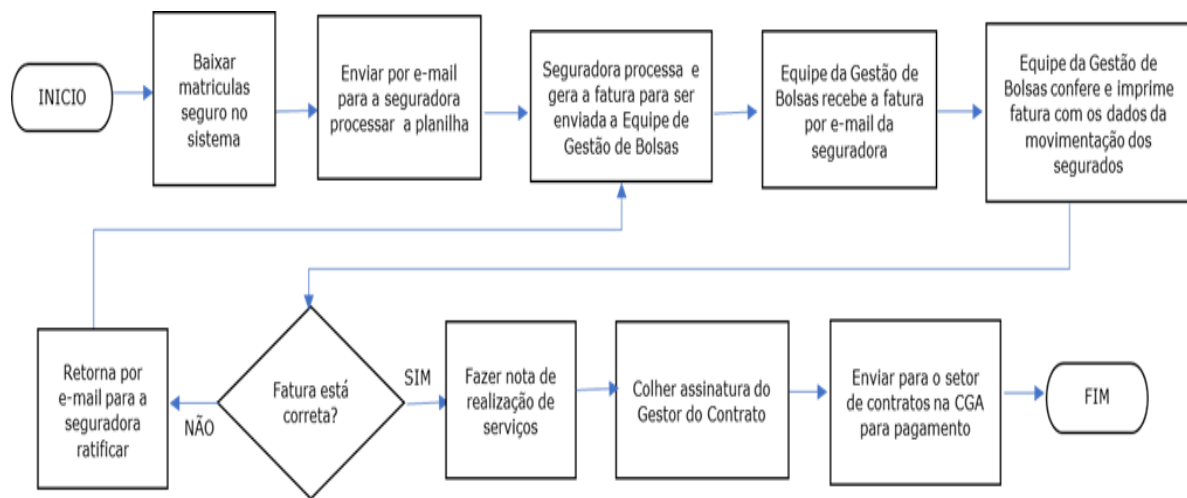 INICIO
Baixar
matriculas
seguro no
sistema
Enviar por e-mail
para a seguradora
processar a planilha
Seguradora processa e
gera a fatura para ser
enviada a Equipe de
Gestão de Bolsas
Equipe da Gestão de
Bolsas recebe a fatura
por e-mail da
seguradora
Equipe da Gestão de
Bolsas confere e imprime
fatura com os dados da
movimentação dos
segurados
Retorna por
e-mail para a
seguradora
ratificar
NÃO
Fatura está
correta?
SIM
Fazer nota de
realização de
serviços
Colher assinatura do
Gestor do Contrato
Enviar para o setor
de contratos na CGA
para pagamento
FIM